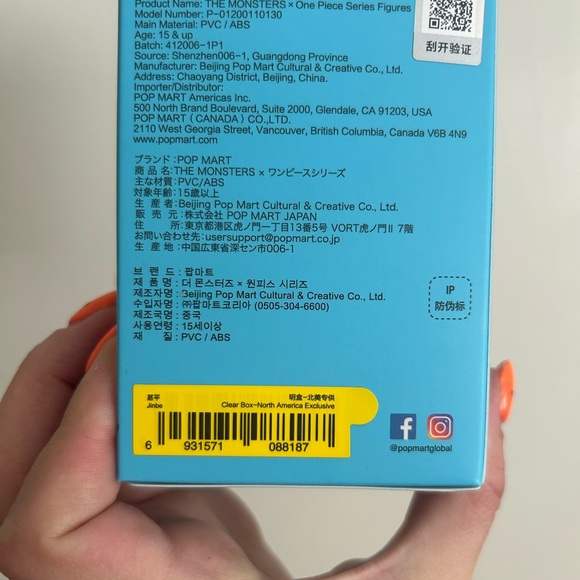 Product Name: THE MONSTERS × One Piece Series Figures
Model Number: P-01200110130
Main Material: PVC / ABS
Age: 15 & up
Batch: 412006-1P1
Source: Shenzhen006-1, Guangdong Province
Manufacturer: Beijing Pop Mart Cultural & Creative Co., Ltd.
Address: Chaoyang District, Beijing, China.
Importer/Distributor:
POP MART Americas Inc.
500 North Brand Boulevard, Suite 2000, Glendale, CA 91203, USA
POP MART (CANADA) CO.,LTD.
2110 West Georgia Street, Vancouver, British Columbia, Canada V6B 4N9
www.popmart.com
刮开验证
ブランド:POP MART
商 品 名:THE MONSTERS × ワンピースシリーズ
主な材質:PVC/ABS
対象年齢:15歳以上
生 産 者:Beijing Pop Mart Cultural & Creative Co., Ltd.
販 売 元:株式会社 POP MART JAPAN
住 所:東京都港区虎ノ門一丁目13番5号 VORT虎ノ門Ⅱ 7階
お問い合わせ先:usersupport@popmart.co.jp
生 産 地:中国広東省深セン市006-1
브 랜 드 : 팝마트
제 품 명 : 더 몬스터즈 × 원피스 시리즈
제조자명 : Beijing Pop Mart Cultural & Creative Co., Ltd.
수입자명 : ㈜팝마트코리아 (0505-304-6600)
제조국명 : 중국
사용연령 : 15세이상
재 질 : PVC / ABS
IP
防伪标
甚平
Jinbe
明盒-北美专供
Clear Box-North America Exclusive
6 931571 088187
@popmartglobal